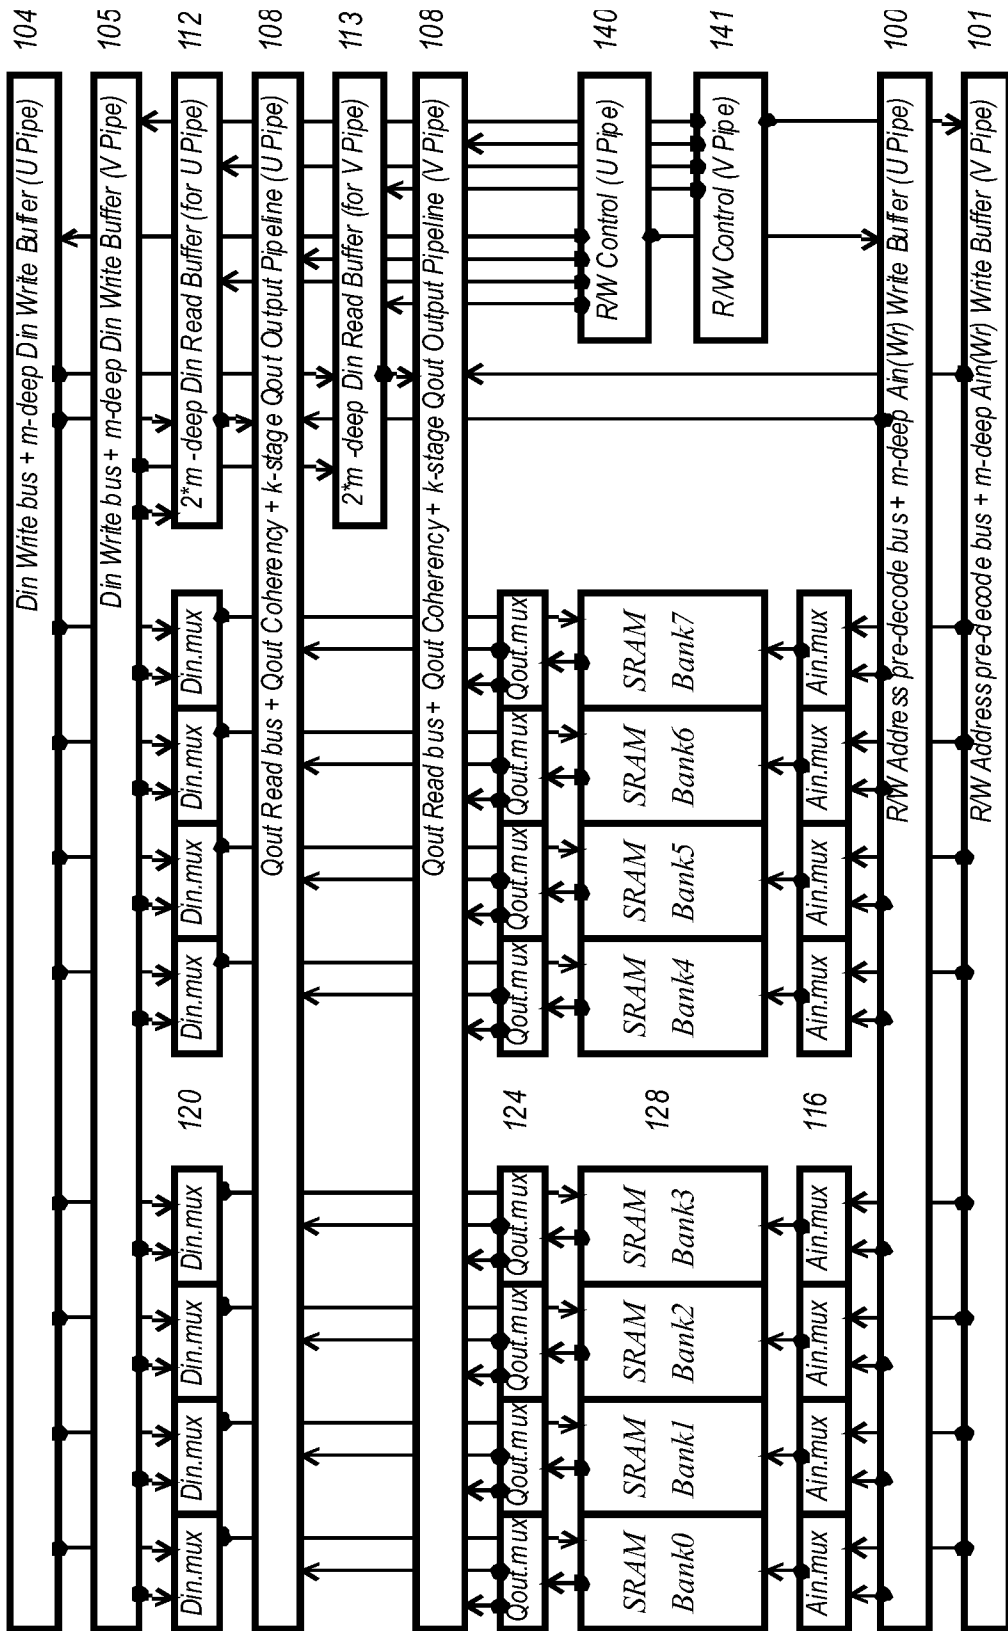 Din Write bus + m-deep Din Write Buffer (U Pipe) 104
Din Write bus + m-deep Din Write Buffer (V Pipe) 105
Din.mux Din.mux Din.mux Din.mux 120 Din.mux Din.mux Din.mux Din.mux 2*m -deep Din Read Buffer (for U Pipe) 112
Qout Read bus + Qout Coherency + k-stage Qout Output Pipeline (U Pipe) 108
2*m -deep Din Read Buffer (for V Pipe) 113
Qout Read bus + Qout Coherency + k-stage Qout Output Pipeline (V Pipe) 108
Qout.mux Qout.mux Qout.mux Qout.mux 124 Qout.mux Qout.mux Qout.mux Qout.mux
SRAM SRAM SRAM SRAM 128 SRAM SRAM SRAM SRAM R/W Control (U Pipe) 140
Bank0 Bank1 Bank2 Bank3 Bank4 Bank5 Bank6 Bank7
R/W Control (V Pipe) 141
Ain.mux Ain.mux Ain.mux Ain.mux 116 Ain.mux Ain.mux Ain.mux Ain.mux
R/W Address pre-decode bus + m-deep Ain(Wr) Write Buffer (U Pipe) 100
R/W Address pre-decode bus + m-deep Ain(Wr) Write Buffer (V Pipe) 101